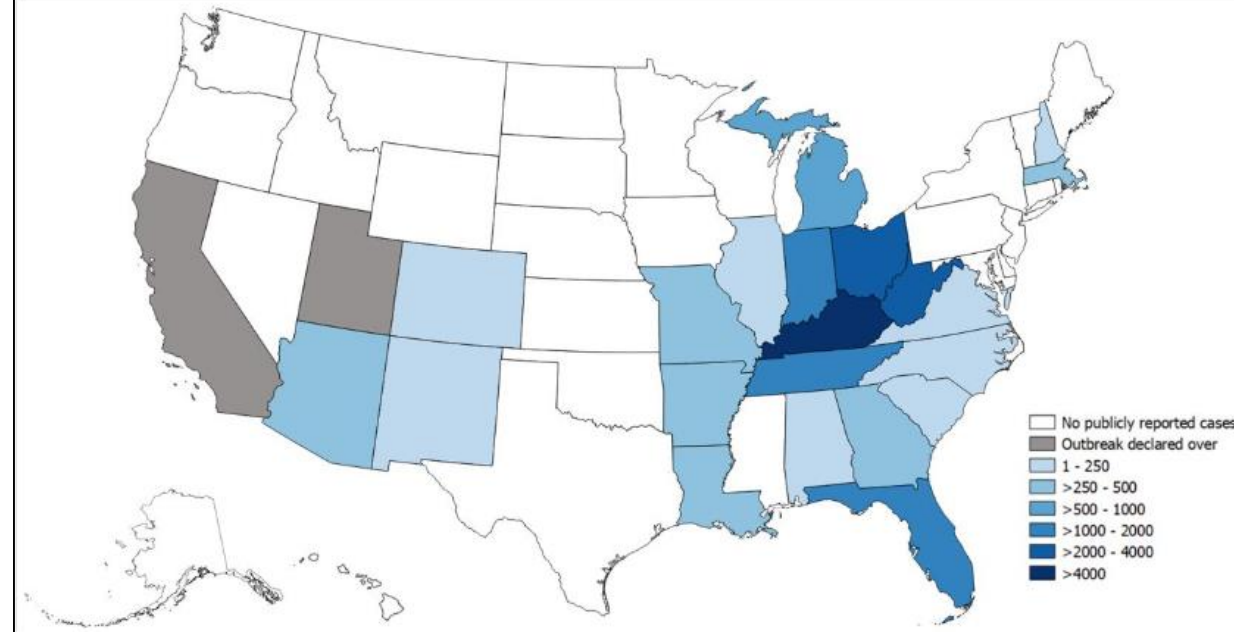 No publicly reported cases
Outbreak declared over
1 - 250
>250 - 500
>500 - 1000
>1000 - 2000
>2000 - 4000
>4000